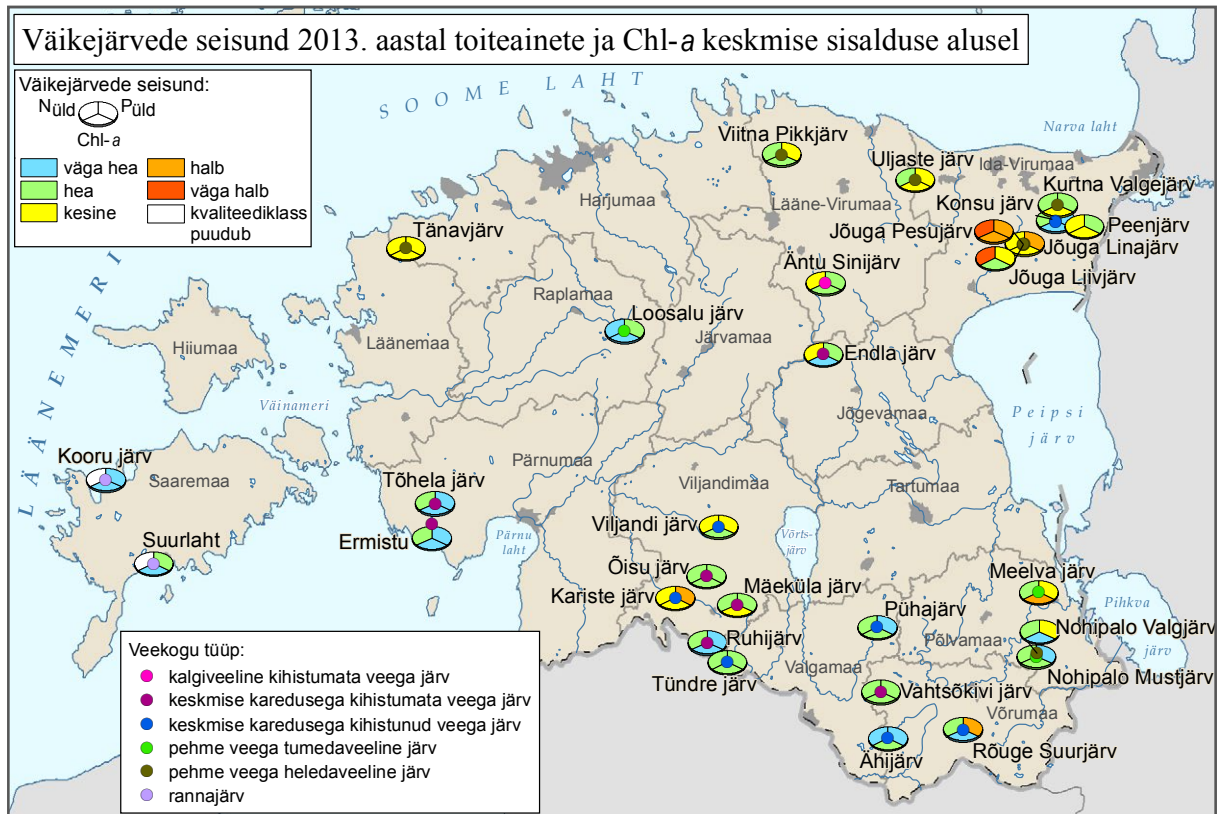 Väikejärvede seisund 2013. aastal toiteainete ja Chl-a keskmise sisalduse alusel
Väikejärvede seisund:
Nüld Püld
Chl-a
väga hea
hea
kesine
halb
väga halb
kvaliteediklass
puudub
SOOME LAHT
Narva laht
Viitna Pikkjärv
Uljaste järv
Ida-Virumaa
Kurtna Valgejärv
Harjumaa
Lääne-Virumaa
Konsu järv
Peenjärv
Jõuga Pesujärv
Tänavjärv
Jõuga Linajärv
Äntu Sinijärv
Jõuga Liivjärv
Raplamaa
LÄÄNEMERI
Loosalu järv
Järvamaa
Läänemaa
Hiiumaa
Endla järv
Jõgevamaa
Väinameri
Peipsi
järv
Kooru järv
Pärnumaa
Saaremaa
Tõhela järv
Viljandimaa
Tartumaa
Viljandi järv
Ermistu
Pärnu
laht
Võrts-
järv
Suurlaht
Õisu järv
Meelva järv
Kariste järv
Mäeküla järv
Pihkva
järv
Pühajärv
Nohipalo Valgjärv
Ruhijärv
Põlvamaa
Valgamaa
Nohipalo Mustjärv
Tündre järv
Vahtsõkivi järv
Võrumaa
Rõuge Suurjärv
Ähijärv
Veekogu tüüp:
kalgiveeline kihistumata veega järv
keskmise karedusega kihistumata veega järv
keskmise karedusega kihistunud veega järv
pehme veega tumedaveeline järv
pehme veega heledaveeline järv
rannajärv